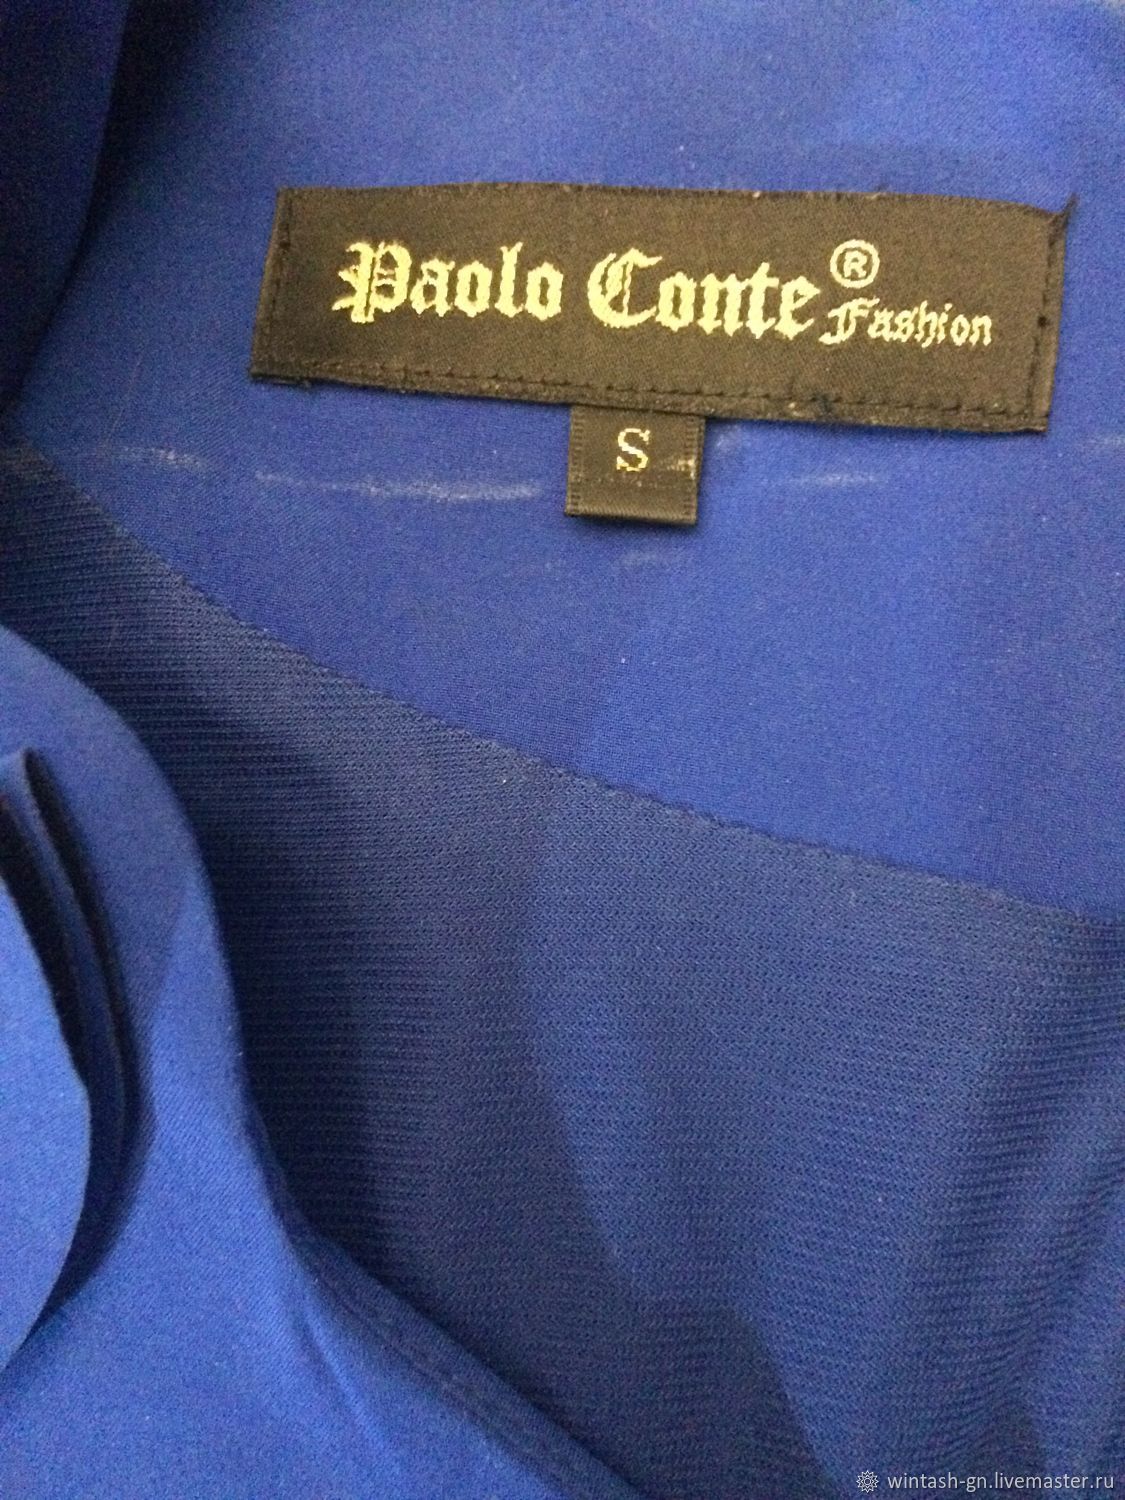 Paolo Conte® Fashion
S
wintash-gn.livemaster.ru